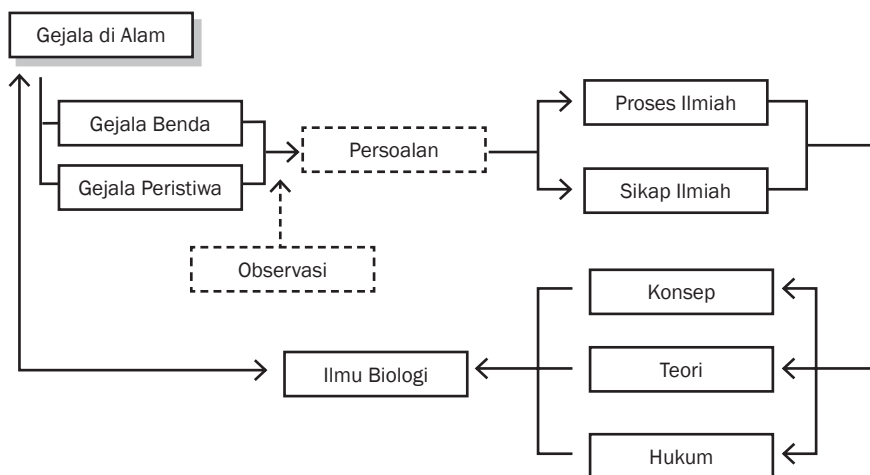 Gejala di Alam
Gejala Benda
Gejala Peristiwa
Persoalan
Observasi
Proses Ilmiah
Sikap Ilmiah
Konsep
Teori
Hukum
Ilmu Biologi